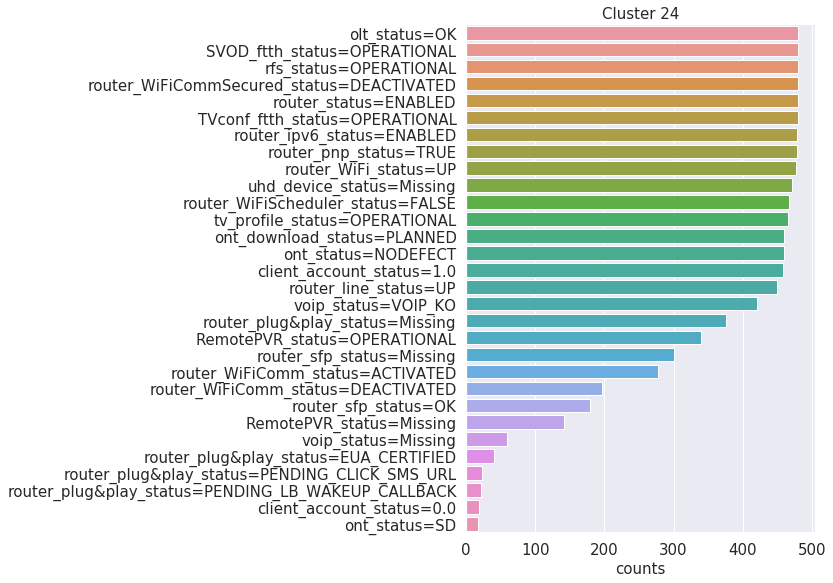 Cluster 24
olt_status=OK
SVOD_ftth_status=OPERATIONAL
rfs_status=OPERATIONAL
router_WiFiCommSecured_status=DEACTIVATED
router_status=ENABLED
TVconf_ftth_status=OPERATIONAL
router_ipv6_status=ENABLED
router_pnp_status=TRUE
router_WiFi_status=UP
uhd_device_status=Missing
router_WiFiScheduler_status=FALSE
tv_profile_status=OPERATIONAL
ont_download_status=PLANNED
ont_status=NODEFECT
client_account_status=1.0
router_line_status=UP
voip_status=VOIP_KO
router_plug&play_status=Missing
RemotePVR_status=OPERATIONAL
router_sfp_status=Missing
router_WiFiComm_status=ACTIVATED
router_WiFiComm_status=DEACTIVATED
router_sfp_status=OK
RemotePVR_status=Missing
voip_status=Missing
router_plug&play_status=EUA_CERTIFIED
router_plug&play_status=PENDING_CLICK_SMS_URL
router_plug&play_status=PENDING_LB_WAKEUP_CALLBACK
client_account_status=0.0
ont_status=SD
0 100 200 300 400 500
counts